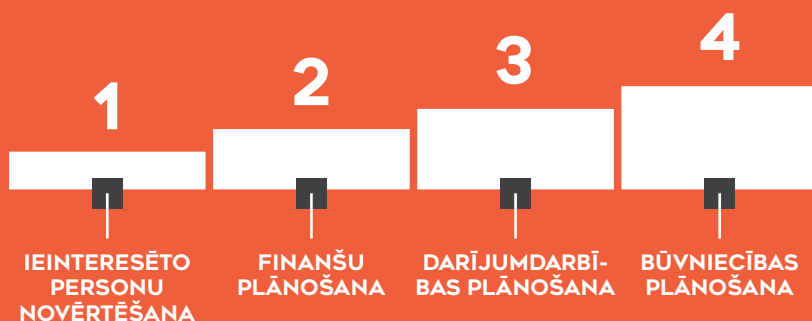 1
2
3
4
IEINTERESĒTO
PERSONU
NOVĒRTĒŠANA
FINANŠU
PLĀNOŠANA
DARĪJUMDARBĪ-
BAS PLĀNOŠANA
BŪVNIECĪBAS
PLĀNOŠANA